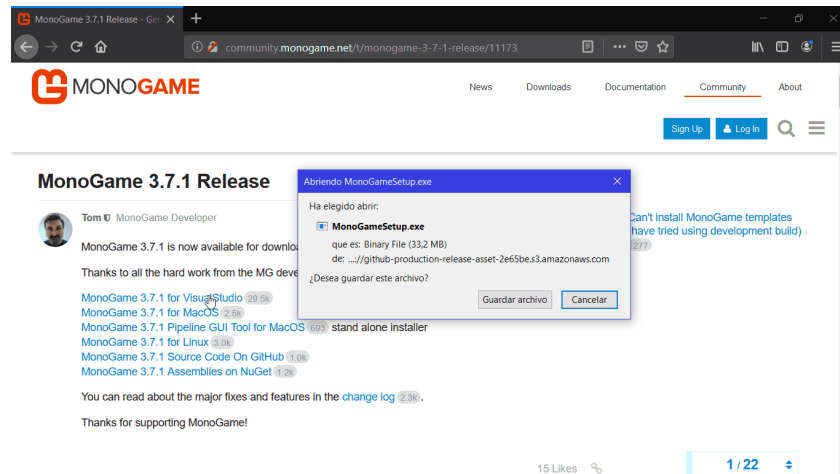 MonoGame 3.7.1 Release - Ge
community.monogame.net/t/monogame-3-7-1-release/11173
MONOGAME
News Downloads Documentation Community About
Sign Up Log In
MonoGame 3.7.1 Release
Abriendo MonoGameSetup.exe
Ha elegido abrir:
MonoGameSetup.exe
que es: Binary File (33,2 MB)
de: ...://github-production-release-asset-2e65be.s3.amazonaws.com
¿Desea guardar este archivo?
Guardar archivo Cancelar
Tom MonoGame Developer
Can't install MonoGame templates
have tried using development build)
277
MonoGame 3.7.1 is now available for downlo
Thanks to all the hard work from the MG deve
MonoGame 3.7.1 for VisualStudio 29.5k
MonoGame 3.7.1 for MacOS 2.5k
MonoGame 3.7.1 Pipeline GUI Tool for MacOS 693 stand alone installer
MonoGame 3.7.1 for Linux 3.0k
MonoGame 3.7.1 Source Code On GitHub 1.0k
MonoGame 3.7.1 Assemblies on NuGet 1.2k
You can read about the major fixes and features in the change log 2.3k .
Thanks for supporting MonoGame!
15 Likes
1 / 22